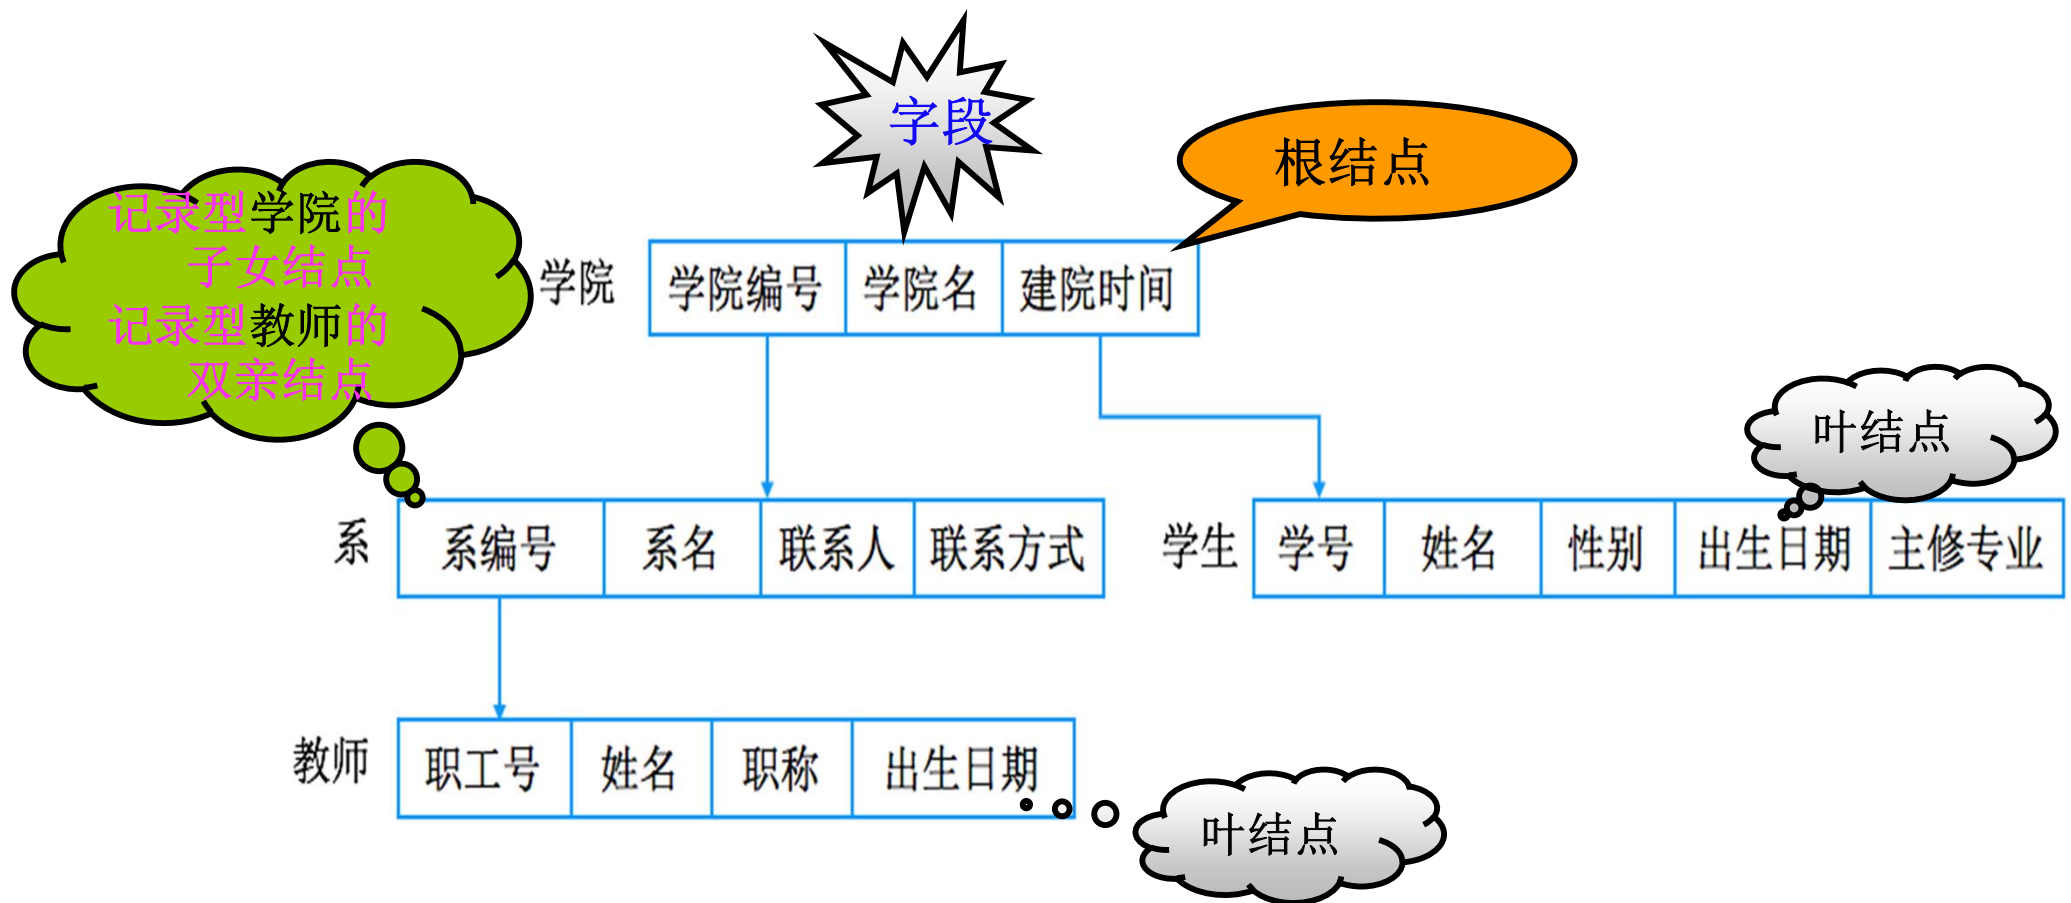 字段
根结点
记录型学院的
子女结点
记录型教师的
双亲结点
学院 学院编号 学院名 建院时间
叶结点
系 系编号 系名 联系人 联系方式
学生 学号 姓名 性别 出生日期 主修专业
教师 职工号 姓名 职称 出生日期
叶结点